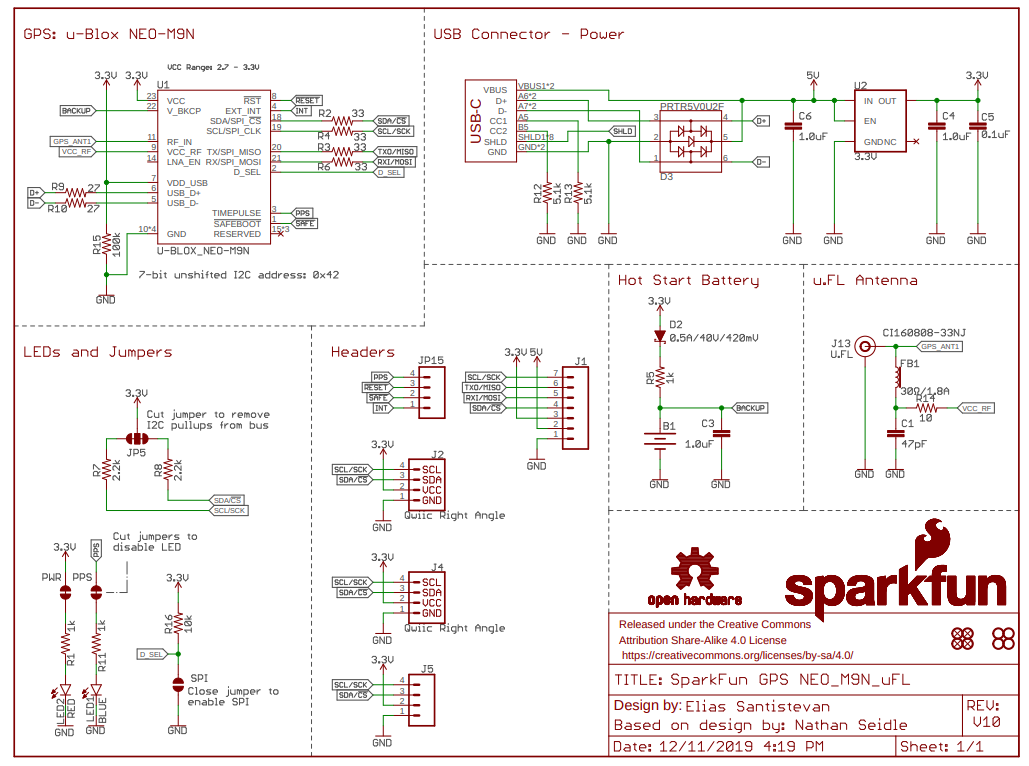 GPS: u-Blox NEO-M9N
VCC Range: 2.7 - 3.3V
3.3V 3.3V
U1
23 VCC
22 V_BCKP
11 RF_IN
9 VCC_RF
14 LNA_EN
7 VDD_USB
6 USB_D+
5 USB_D-
10*4 GND
RST 8
EXT_INT 4
SDA/SPI_CS 18
SCL/SPI_CLK 19
TX/SPI_MISO 20
RX/SPI_MOSI 21
D_SEL 2
TIMEPULSE 3
SAFEBOOT 1
RESERVED 15*3
BACKUP
GPS_ANT1
VCC_RF
D+ R9 27
D- R10 27
R15 100k
GND
RESET
INT
R2 33 SDA/CS
R4 33 SCL/SCK
R3 33 TXO/MISO
R6 33 RXI/MOSI
D_SEL
PPS
SAFE
U-BLOX_NEO-M9N
7-bit unshifted I2C address: 0x42
USB Connector - Power
USB-C
VBUS VBUS1*2
D+ A6*2
D- A7*2
CC1 A5
CC2 B5
SHLD SHLD1*8
GND GND*2
SHLD
R12 5.1k
R13 5.1k
GND GND GND
PRTR5V0U2F
3 4 D+
2 5
1 6 D-
D3
5V
C6
1.0uF
GND
U2
IN OUT
EN
GND NC
3.3V
GND
3.3V
C4
1.0uF
C5
0.1uF
GND GND
Hot Start Battery
3.3V
D2
0.5A/40V/420mV
R5 1k
BACKUP
B1
C3
1.0uF
GND GND
u.FL Antenna
J13
U.FL
CI160808-33NJ
GPS_ANT1
FB1
30Ω/1.8A
R14
10
VCC_RF
C1
47pF
GND GND
LEDs and Jumpers
3.3V
Cut jumper to remove
I2C pullups from bus
JP5
R7 2.2k
R8 2.2k
SDA/CS
SCL/SCK
Cut jumpers to
disable LED
3.3V
PPS
PWR PPS
R1 1k
R11 1k
LED2 RED
LED1 BLUE
GND GND
3.3V
R16 10k
D_SEL
SPI
Close jumper to
enable SPI
GND
Headers
JP15
PPS 4
RESET 3
SAFE 2
INT 1
3.3V 5V
J1
SCL/SCK 7
TXO/MISO 6
RXI/MOSI 5
SDA/CS 4
3
2
1
GND
3.3V
J2
SCL/SCK 4 SCL
SDA/CS 3 SDA
2 VCC
1 GND
Qwiic Right Angle
GND
3.3V
J4
SCL/SCK 4 SCL
SDA/CS 3 SDA
2 VCC
1 GND
Qwiic Right Angle
GND
3.3V
J5
SCL/SCK 4
SDA/CS 3
2
1
GND
open hardware
sparkfun
Released under the Creative Commons
Attribution Share-Alike 4.0 License
https://creativecommons.org/licenses/by-sa/4.0/
TITLE: SparkFun GPS NEO_M9N_uFL
Design by: Elias Santistevan
Based on design by: Nathan Seidle
REV:
V10
Date: 12/11/2019 4:19 PM
Sheet: 1/1